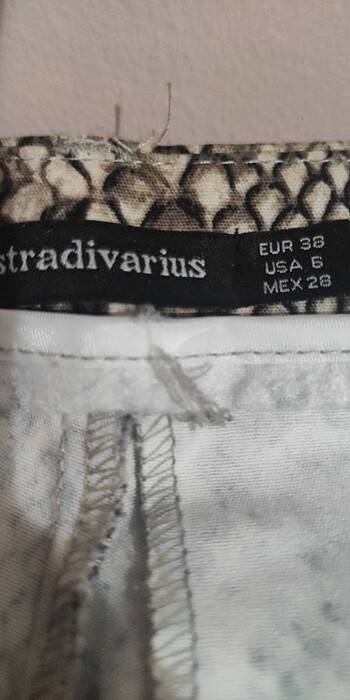 stradivarius
EUR 38
USA 6
MEX 28